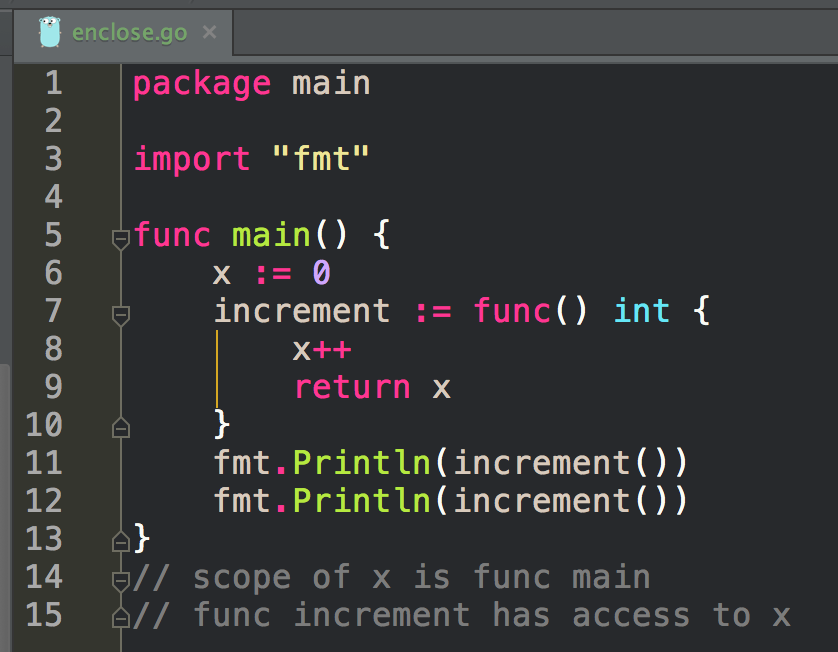 enclose.go ×
1 package main
2
3 import "fmt"
4
5 func main() {
6     x := 0
7     increment := func() int {
8         x++
9         return x
10     }
11     fmt.Println(increment())
12     fmt.Println(increment())
13 }
14 // scope of x is func main
15 // func increment has access to x